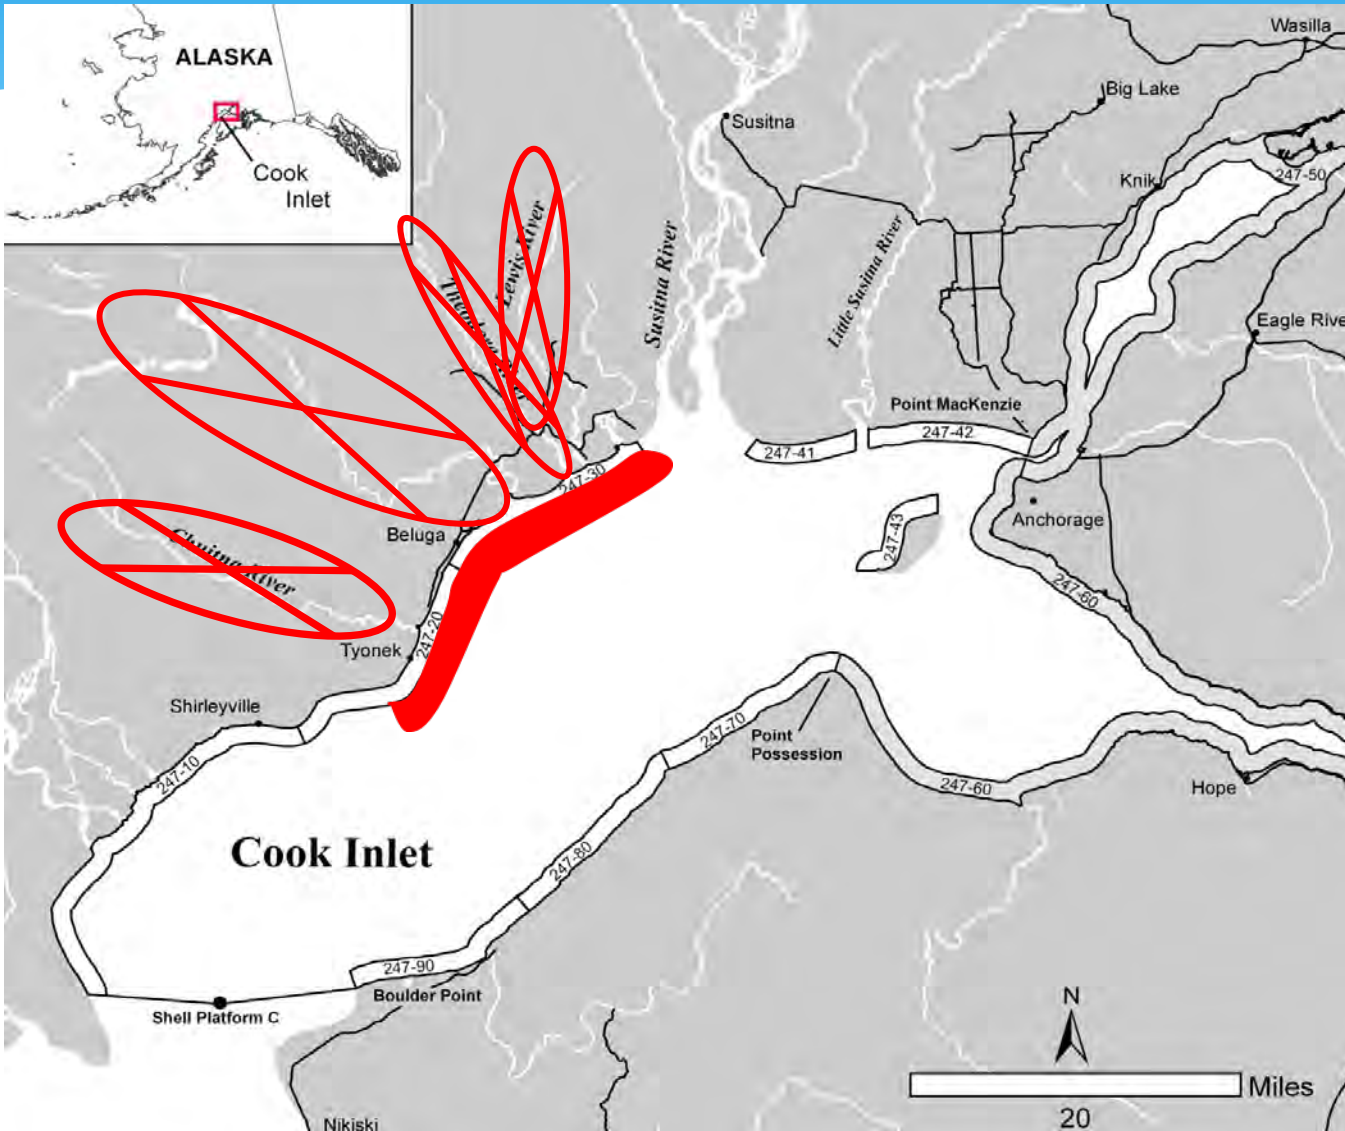 ALASKA
Cook
Inlet
Wasilla
Big Lake
Susitna
Knik
247-50
Lewis River
Susitna River
Little Susitna River
Eagle Rive
Point MacKenzie
247-42
247-41
247-30
Beluga
Anchorage
247-43
Chuitna River
247-60
247-20
Tyonek
Shirleyville
247-10
247-70
Point
Possession
247-60
Hope
Cook Inlet
247-80
247-90
Boulder Point
Shell Platform C
N
Miles
20
Nikiski